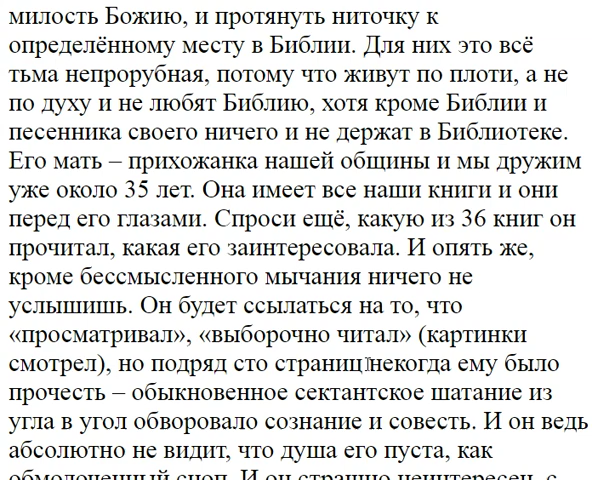 милость Божию, и протянуть ниточку к
определённому месту в Библии. Для них это всё
тьма непрорубная, потому что живут по плоти, а не
по духу и не любят Библию, хотя кроме Библии и
песенника своего ничего и не держат в Библиотеке.
Его мать – прихожанка нашей общины и мы дружим
уже около 35 лет. Она имеет все наши книги и они
перед его глазами. Спроси ещё, какую из 36 книг он
прочитал, какая его заинтересовала. И опять же,
кроме бессмысленного мычания ничего не
услышишь. Он будет ссылаться на то, что
«просматривал», «выборочно читал» (картинки
смотрел), но подряд сто страниц некогда ему было
прочесть – обыкновенное сектантское шатание из
угла в угол обворовало сознание и совесть. И он ведь
абсолютно не видит, что душа его пуста, как
обмолоченный сноп. И он страшно неинтересен, с